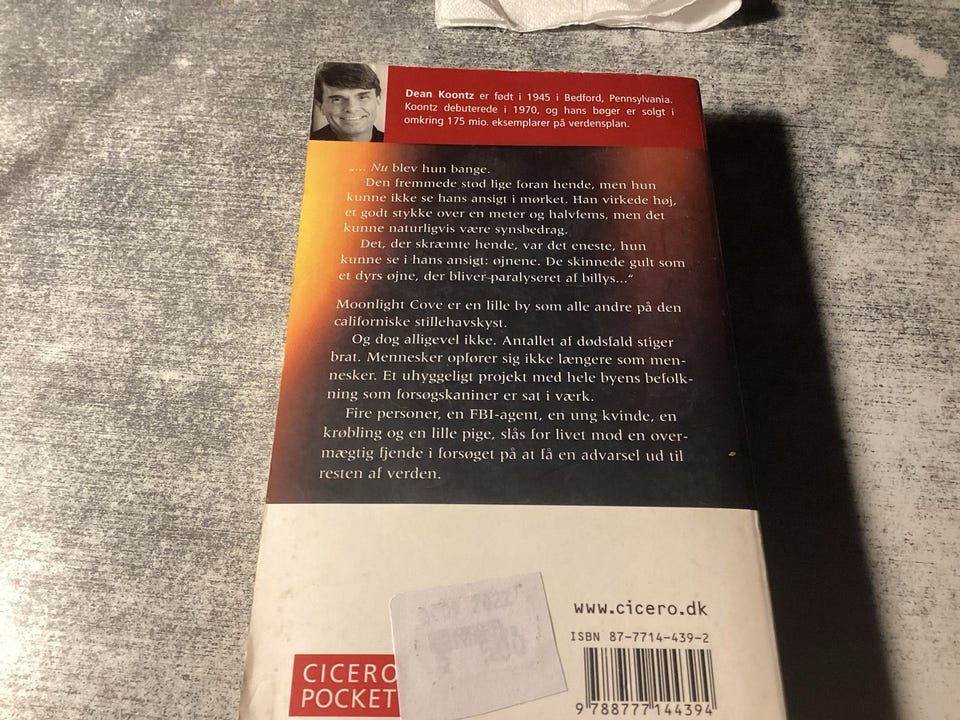 Dean Koontz er født i 1945 i Bedford, Pennsylvania.
Koontz debuterede i 1970, og hans bøger er solgt i
omkring 175 mio. eksemplarer på verdensplan.
„... Nu blev hun bange.
Den fremmede stod lige foran hende, men hun
kunne ikke se hans ansigt i mørket. Han virkede høj,
et godt stykke over en meter og halvfems, men det
kunne naturligvis være synsbedrag.
Det, der skræmte hende, var det eneste, hun
kunne se i hans ansigt: øjnene. De skinnede gult som
et dyrs øjne, der bliver paralyseret af billys...“
Moonlight Cove er en lille by som alle andre på den
californiske stillehavskyst.
Og dog alligevel ikke. Antallet af dødsfald stiger
brat. Mennesker opfører sig ikke længere som men-
nesker. Et uhyggeligt projekt med hele byens befolk-
ning som forsøgskaniner er sat i værk.
Fire personer, en FBI-agent, en ung kvinde, en
krøbling og en lille pige, slås for livet mod en over-
mægtig fjende i forsøget på at få en advarsel ud til
resten af verden.
www.cicero.dk
ISBN 87-7714-439-2
CICERO
POCKET
9 788777 144394